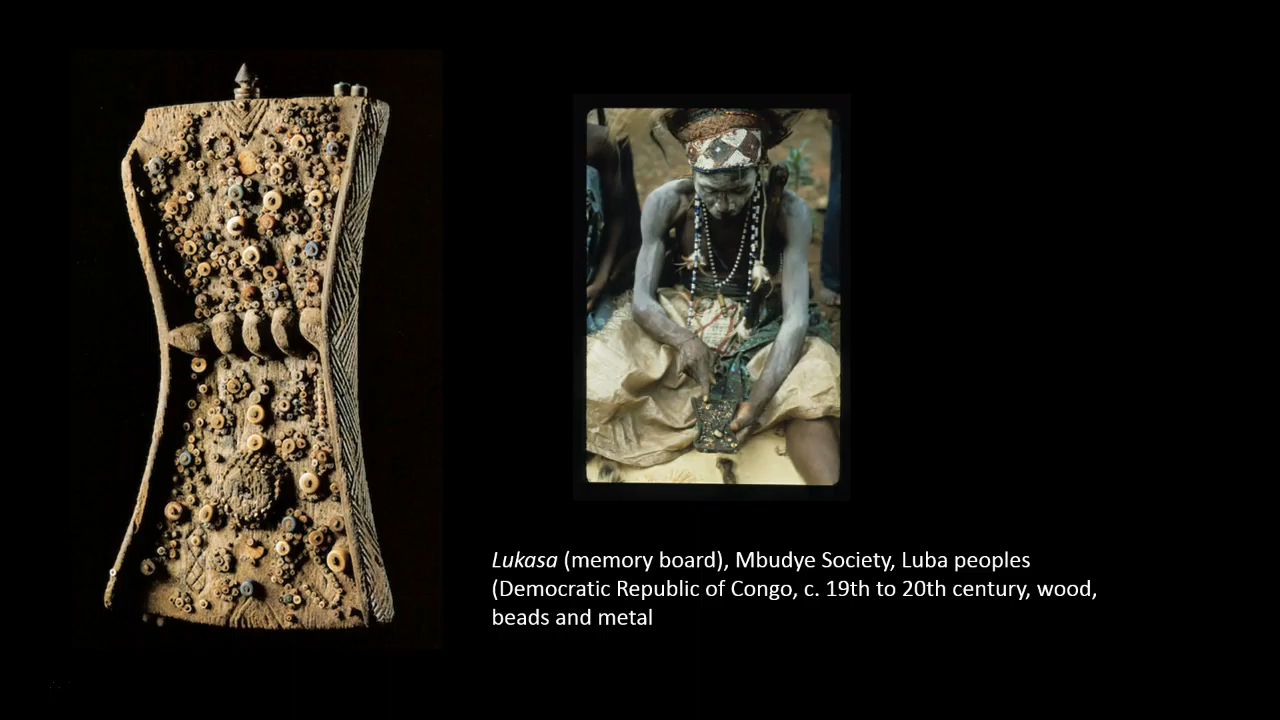 Lukasa (memory board), Mbudye Society, Luba peoples
(Democratic Republic of Congo, c. 19th to 20th century, wood,
beads and metal